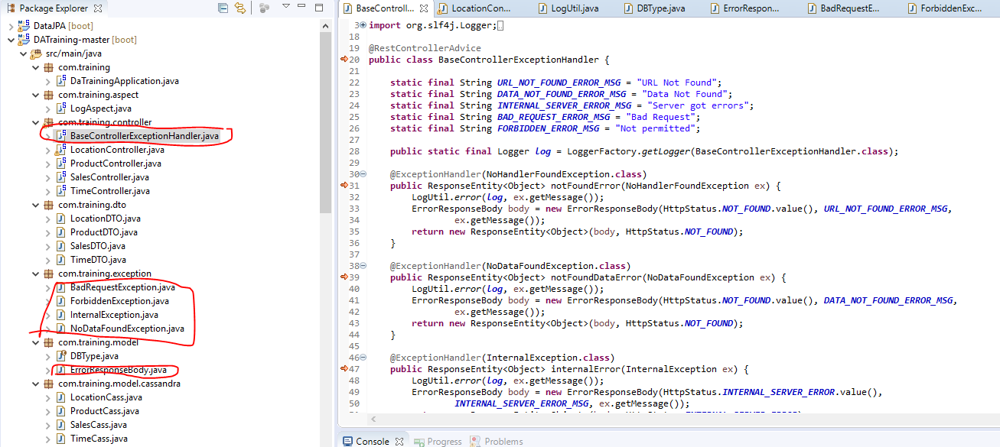 Package Explorer
DataJPA [boot]
DATraining-master [boot]
src/main/java
com.training
DaTrainingApplication.java
com.training.aspect
LogAspect.java
com.training.controller
BaseControllerExceptionHandler.java
LocationController.java
ProductController.java
SalesController.java
TimeController.java
com.training.dto
LocationDTO.java
ProductDTO.java
SalesDTO.java
TimeDTO.java
com.training.exception
BadRequestException.java
ForbiddenException.java
InternalException.java
NoDataFoundException.java
com.training.model
DBType.java
ErrorResponseBody.java
com.training.model.cassandra
LocationCass.java
ProductCass.java
SalesCass.java
TimeCass.java
BaseControll... LocationCon... LogUtil.java DBType.java ErrorRespon... BadRequestE... ForbiddenExc...
3 import org.slf4j.Logger;
18
19 @RestControllerAdvice
20 public class BaseControllerExceptionHandler {
21
22 static final String URL_NOT_FOUND_ERROR_MSG = "URL Not Found";
23 static final String DATA_NOT_FOUND_ERROR_MSG = "Data Not Found";
24 static final String INTERNAL_SERVER_ERROR_MSG = "Server got errors";
25 static final String BAD_REQUEST_ERROR_MSG = "Bad Request";
26 static final String FORBIDDEN_ERROR_MSG = "Not permitted";
27
28 public static final Logger log = LoggerFactory.getLogger(BaseControllerExceptionHandler.class);
29
30 @ExceptionHandler(NoHandlerFoundException.class)
31 public ResponseEntity<Object> notFoundError(NoHandlerFoundException ex) {
32 LogUtil.error(log, ex.getMessage());
33 ErrorResponseBody body = new ErrorResponseBody(HttpStatus.NOT_FOUND.value(), URL_NOT_FOUND_ERROR_MSG,
34 ex.getMessage());
35 return new ResponseEntity<Object>(body, HttpStatus.NOT_FOUND);
36 }
37
38 @ExceptionHandler(NoDataFoundException.class)
39 public ResponseEntity<Object> notFoundDataError(NoDataFoundException ex) {
40 LogUtil.error(log, ex.getMessage());
41 ErrorResponseBody body = new ErrorResponseBody(HttpStatus.NOT_FOUND.value(), DATA_NOT_FOUND_ERROR_MSG,
42 ex.getMessage());
43 return new ResponseEntity<Object>(body, HttpStatus.NOT_FOUND);
44 }
45
46 @ExceptionHandler(InternalException.class)
47 public ResponseEntity<Object> internalError(InternalException ex) {
48 LogUtil.error(log, ex.getMessage());
49 ErrorResponseBody body = new ErrorResponseBody(HttpStatus.INTERNAL_SERVER_ERROR.value(),
50 INTERNAL_SERVER_ERROR_MSG, ex.getMessage());
Console Progress Problems